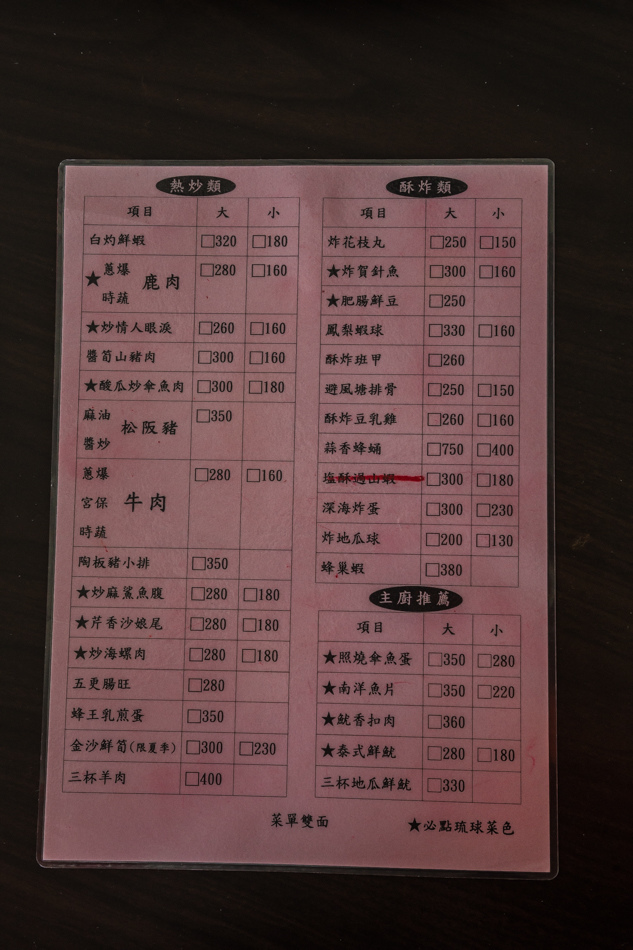 熱炒類
項目 大 小
白灼鮮蝦 □320 □180
★蔥爆 時蔬 鹿肉 □280 □160
★炒情人眼淚 □260 □160
醬筍山豬肉 □300 □160
★酸瓜炒傘魚肉 □300 □180
麻油 醬炒 松阪豬 □350
蔥爆 宮保 時蔬 牛肉 □280 □160
陶板豬小排 □350
★炒麻鯊魚腹 □280 □180
★芹香沙娘尾 □280 □180
★炒海螺肉 □280 □180
五更腸旺 □280
蜂王乳煎蛋 □350
金沙鮮筍(限夏季) □300 □230
三杯羊肉 □400
酥炸類
項目 大 小
炸花枝丸 □250 □150
★炸賀針魚 □300 □160
★肥腸鮮豆 □250
鳳梨蝦球 □330 □160
酥炸班甲 □260
避風塘排骨 □250 □150
酥炸豆乳雞 □260 □160
蒜香蜂蛹 □750 □400
塩酥過山蝦 □300 □180
深海炸蛋 □300 □230
炸地瓜球 □200 □130
蜂巢蝦 □380
主廚推薦
項目 大 小
★照燒傘魚蛋 □350 □280
★南洋魚片 □350 □220
★魷香扣肉 □360
★泰式鮮魷 □280 □180
三杯地瓜鮮魷 □330
菜單雙面
★必點琉球菜色